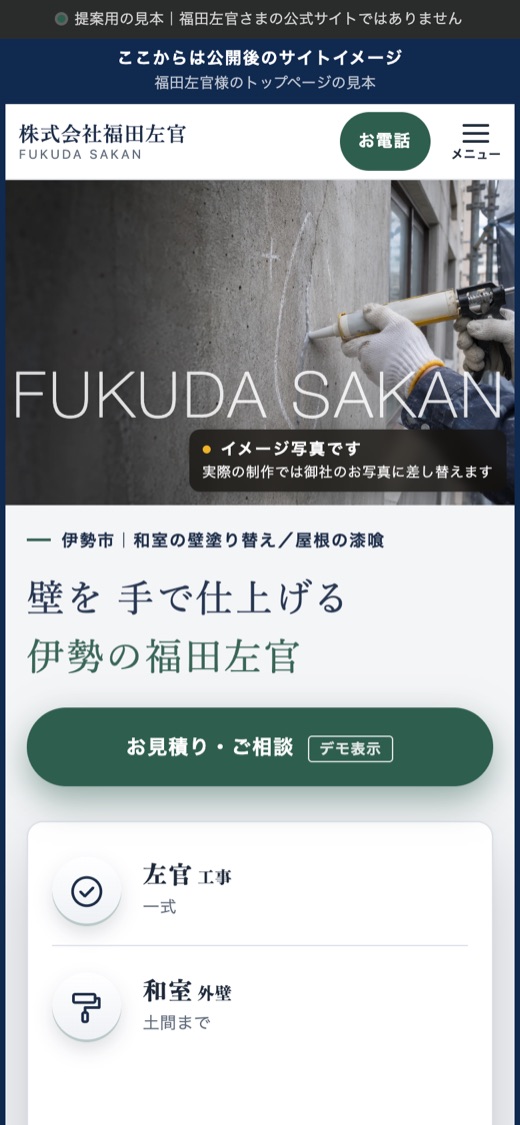 提案用の見本｜福田左官さまの公式サイトではありません
ここからは公開後のサイトイメージ
福田左官様のトップページの見本
株式会社福田左官
FUKUDA SAKAN
お電話
メニュー
FUKUDA SAKAN
イメージ写真です
実際の制作では御社のお写真に差し替えます
伊勢市｜和室の壁塗り替え／屋根の漆喰
壁を 手で仕上げる
伊勢の福田左官
お見積り・ご相談 デモ表示
左官 工事
一式
和室 外壁
土間まで